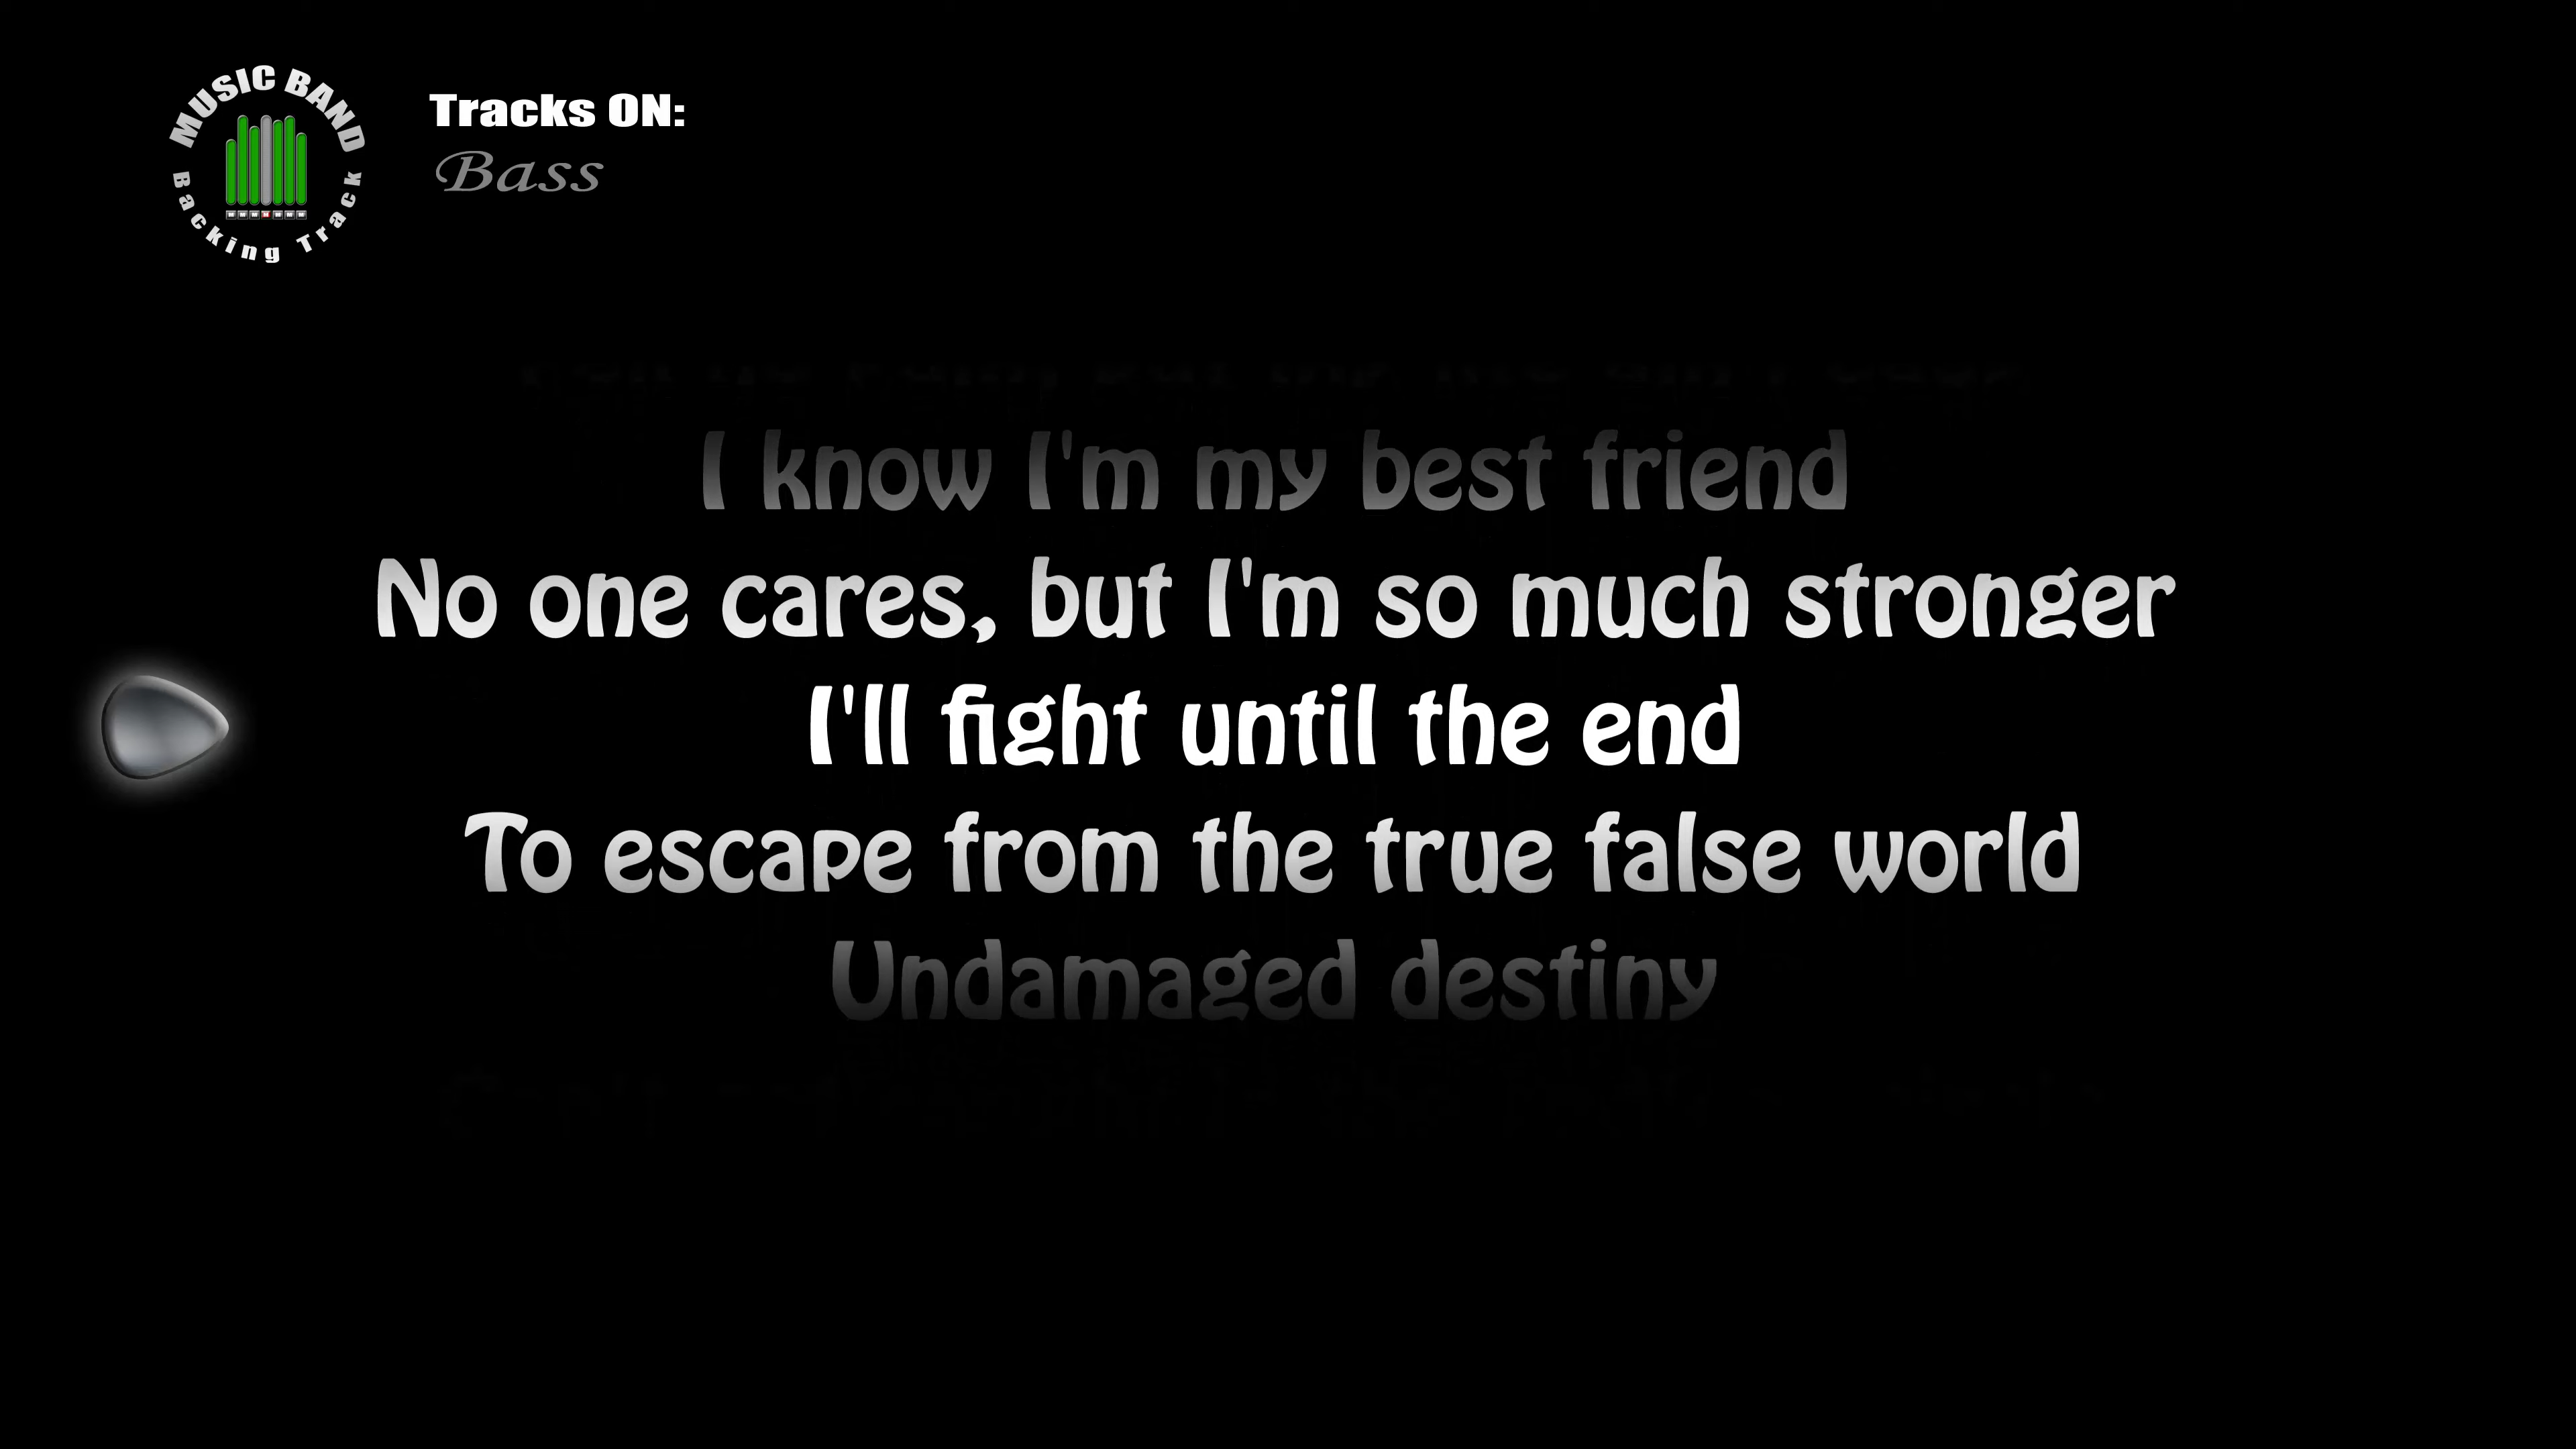 MUSIC BAND
Backing Track
Tracks ON:
Bass
I know I'm my best friend
No one cares, but I'm so much stronger
I'll fight until the end
To escape from the true false world
Undamaged destiny